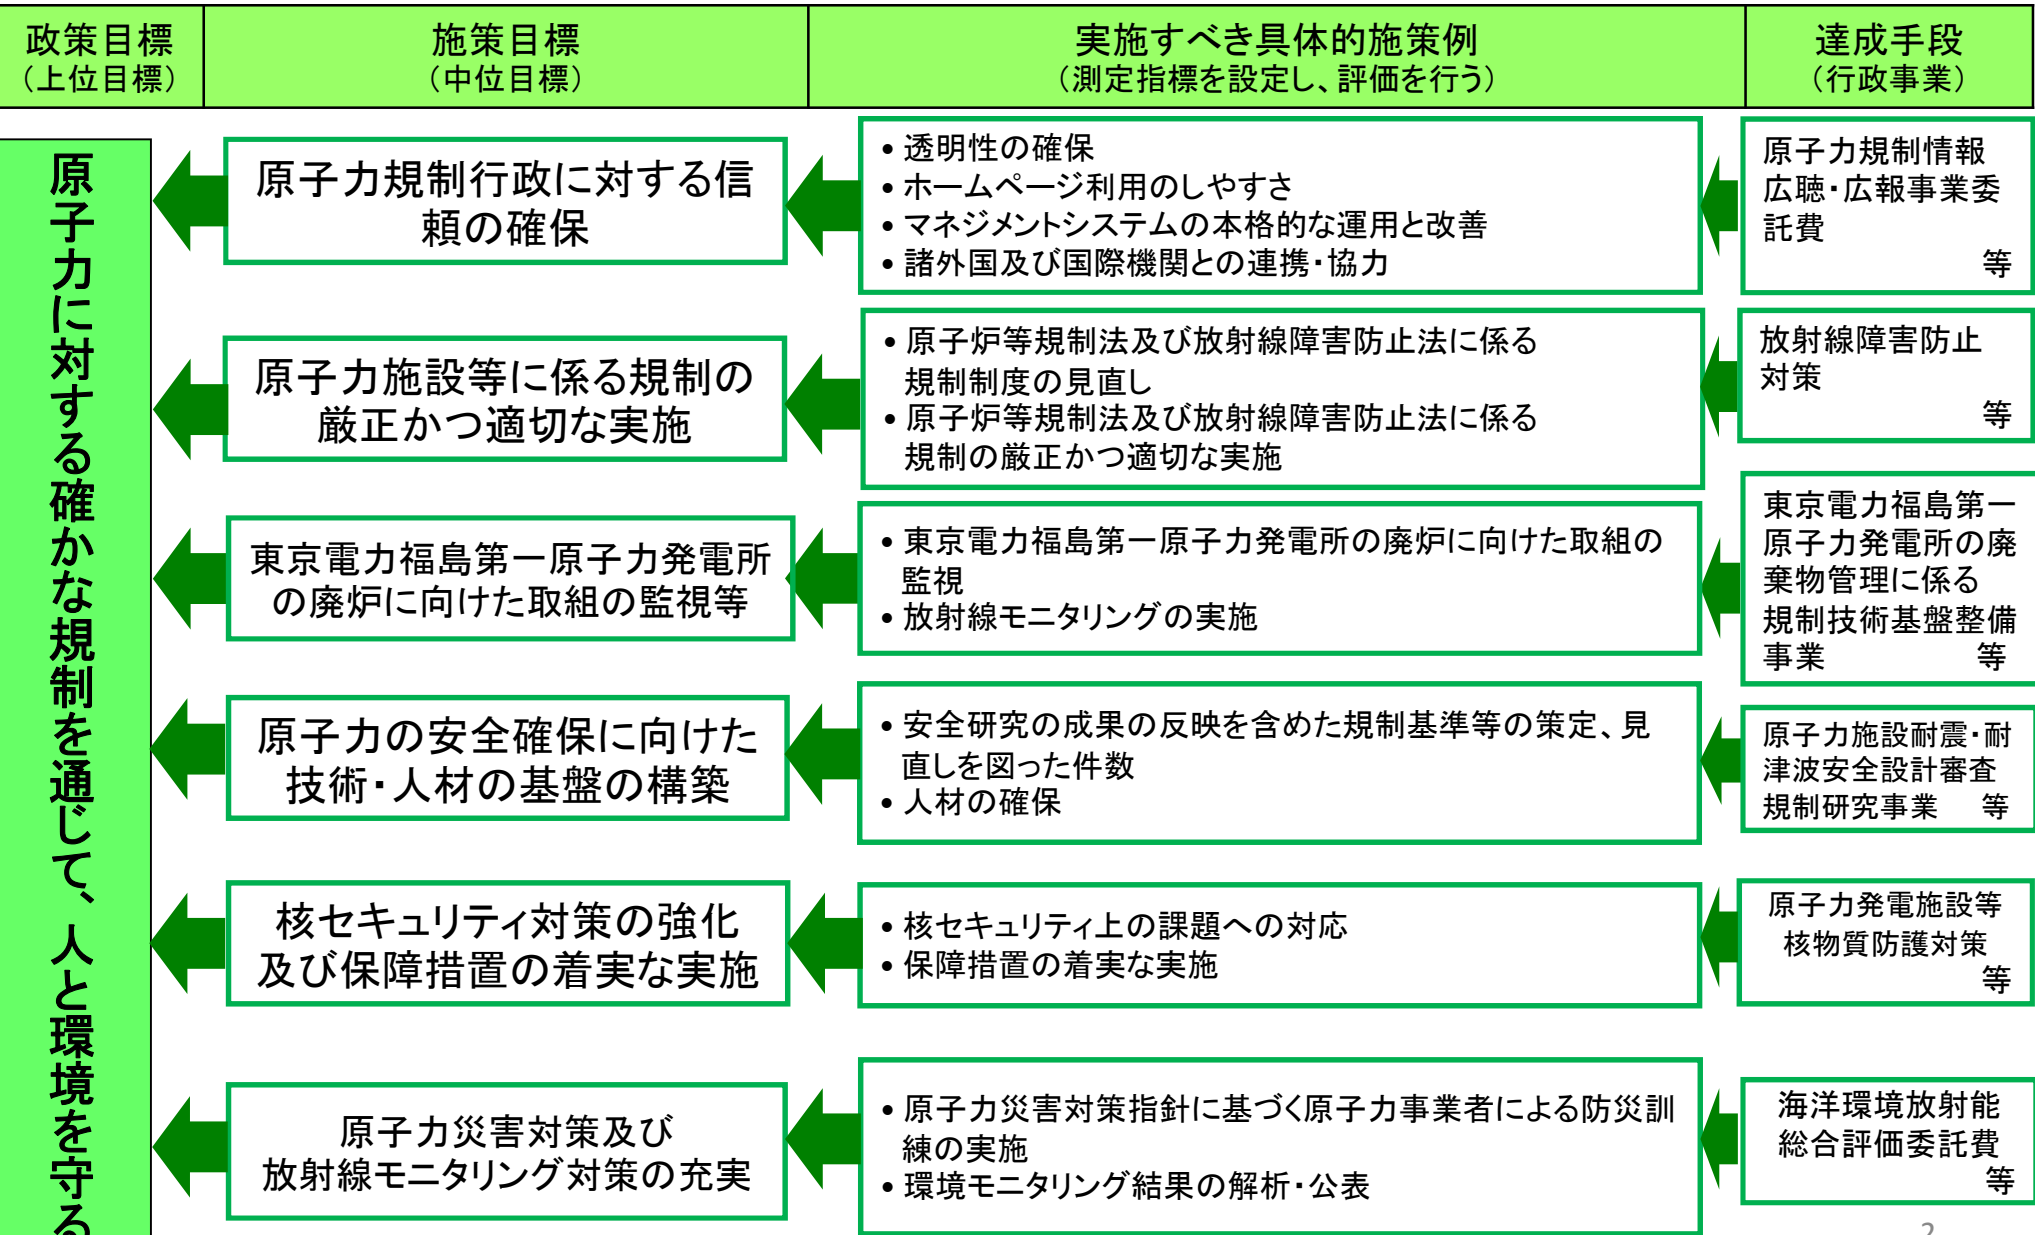 政策目標
（上位目標）
施策目標
（中位目標）
実施すべき具体的施策例
（測定指標を設定し、評価を行う）
達成手段
（行政事業）
原子力に対する確かな規制を通じて、人と環境を守る
原子力規制行政に対する信
頼の確保
• 透明性の確保
• ホームページ利用のしやすさ
• マネジメントシステムの本格的な運用と改善
• 諸外国及び国際機関との連携・協力
原子力規制情報
広聴・広報事業委
託費
等
原子力施設等に係る規制の
厳正かつ適切な実施
• 原子炉等規制法及び放射線障害防止法に係る
規制制度の見直し
• 原子炉等規制法及び放射線障害防止法に係る
規制の厳正かつ適切な実施
放射線障害防止
対策
等
東京電力福島第一原子力発電所
の廃炉に向けた取組の監視等
• 東京電力福島第一原子力発電所の廃炉に向けた取組の
監視
• 放射線モニタリングの実施
東京電力福島第一
原子力発電所の廃
棄物管理に係る
規制技術基盤整備
事業 等
原子力の安全確保に向けた
技術・人材の基盤の構築
• 安全研究の成果の反映を含めた規制基準等の策定、見
直しを図った件数
• 人材の確保
原子力施設耐震・耐
津波安全設計審査
規制研究事業 等
核セキュリティ対策の強化
及び保障措置の着実な実施
• 核セキュリティ上の課題への対応
• 保障措置の着実な実施
原子力発電施設等
核物質防護対策
等
原子力災害対策及び
放射線モニタリング対策の充実
• 原子力災害対策指針に基づく原子力事業者による防災訓
練の実施
• 環境モニタリング結果の解析・公表
海洋環境放射能
総合評価委託費
等
2